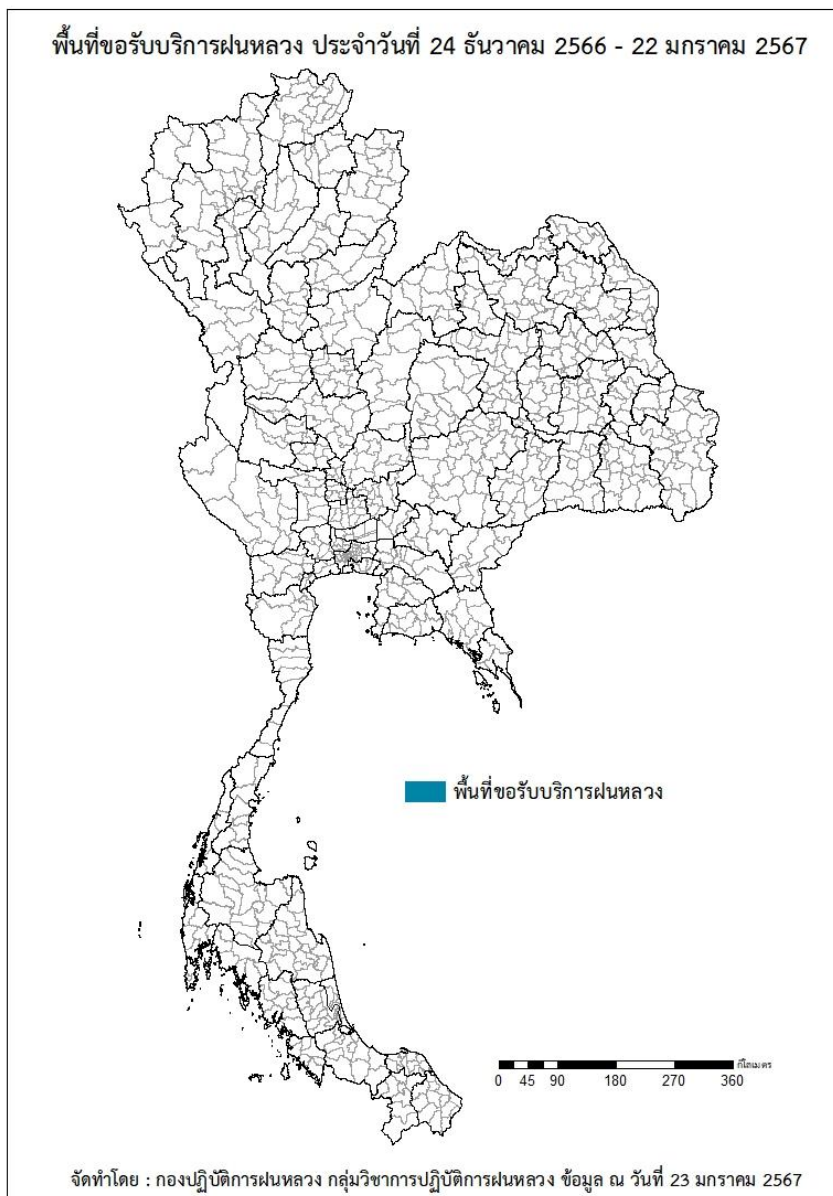 พื้นที่ขอรับบริการฝนหลวง ประจำวันที่ 24 ธันวาคม 2566 - 22 มกราคม 2567
พื้นที่ขอรับบริการฝนหลวง
กิโลเมตร
0 45 90 180 270 360
จัดทำโดย : กองปฏิบัติการฝนหลวง กลุ่มวิชาการปฏิบัติการฝนหลวง ข้อมูล ณ วันที่ 23 มกราคม 2567